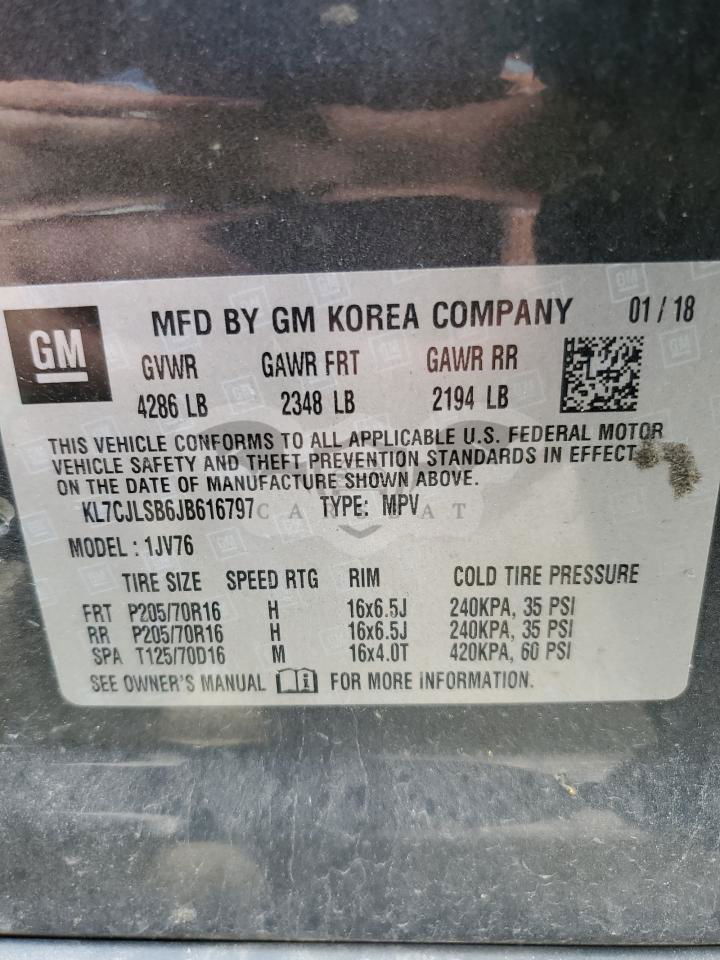 GM
MFD BY GM KOREA COMPANY 01 / 18
GVWR GAWR FRT GAWR RR
4286 LB 2348 LB 2194 LB
THIS VEHICLE CONFORMS TO ALL APPLICABLE U.S. FEDERAL MOTOR
VEHICLE SAFETY AND THEFT PREVENTION STANDARDS IN EFFECT
ON THE DATE OF MANUFACTURE SHOWN ABOVE.
KL7CJLSB6JB616797 TYPE: MPV
CARCBAT
MODEL : 1JV76
TIRE SIZE SPEED RTG RIM COLD TIRE PRESSURE
FRT P205/70R16 H 16x6.5J 240KPA, 35 PSI
RR P205/70R16 H 16x6.5J 240KPA, 35 PSI
SPA T125/70D16 M 16x4.0T 420KPA, 60 PSI
SEE OWNER'S MANUAL FOR MORE INFORMATION.